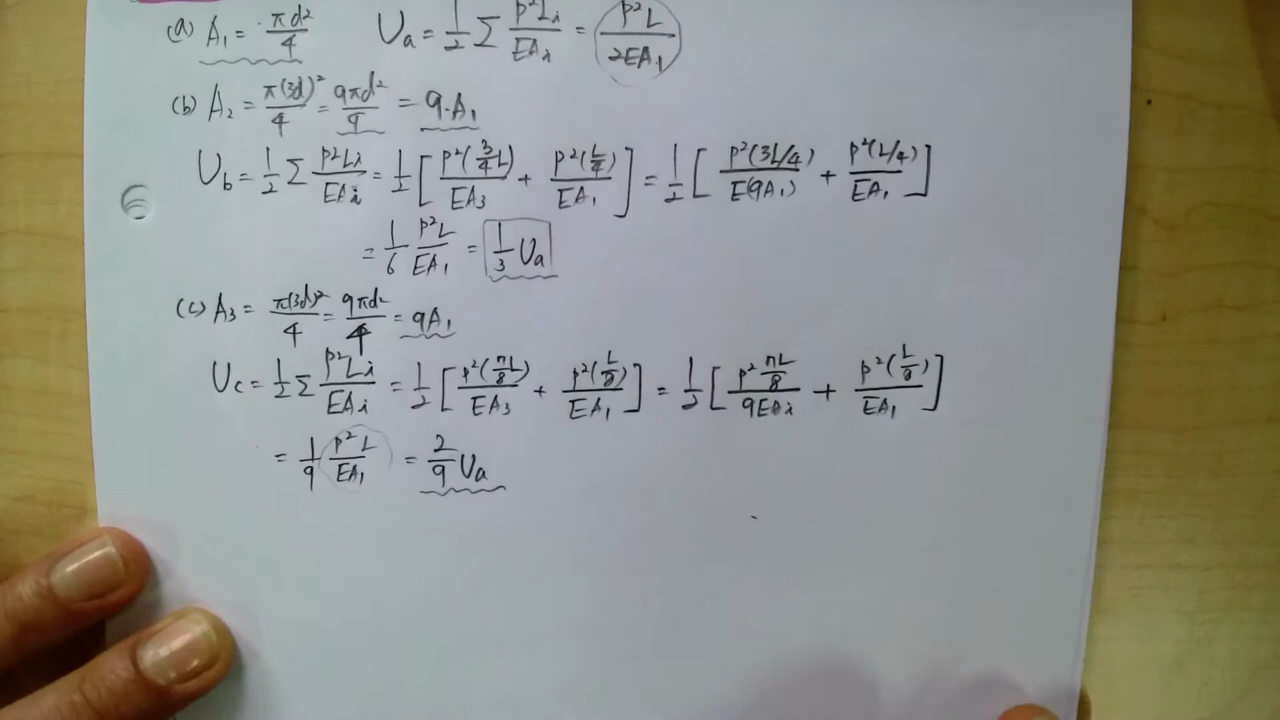 (a) A₁ = πd²/4   Ua = 1/2 Σ P²Li/EAi = P²L/2EA₁
(b) A₂ = π(3d)²/4 = 9πd²/4 = 9·A₁
Ub = 1/2 Σ P²Li/EAi = 1/2 [P²(3/4 L)/EA₃ + P²(L/4)/EA₁] = 1/2 [P²(3L/4)/E(9A₁) + P²(L/4)/EA₁]
= 1/6 P²L/EA₁ = 1/3 Ua
(c) A₃ = π(3d)²/4 = 9πd²/4 = 9A₁
Uc = 1/2 Σ P²Li/EAi = 1/2 [P²(7L/8)/EA₃ + P²(L/8)/EA₁] = 1/2 [P² 7L/8/9EAi + P²(L/8)/EA₁]
= 1/9 P²L/EA₁ = 2/9 Ua